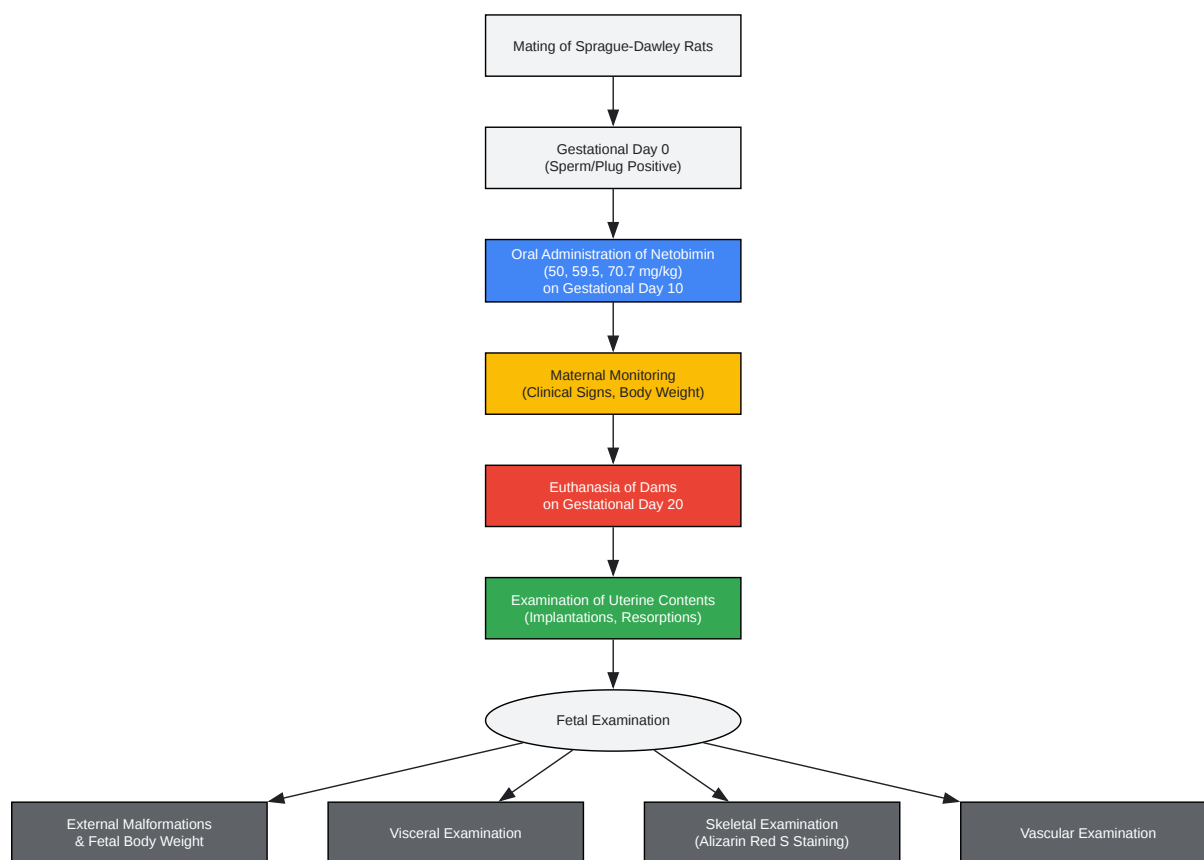 Mating of Sprague-Dawley Rats
Gestational Day 0
(Sperm/Plug Positive)
Oral Administration of Netobimin
(50, 59.5, 70.7 mg/kg)
on Gestational Day 10
Maternal Monitoring
(Clinical Signs, Body Weight)
Euthanasia of Dams
on Gestational Day 20
Examination of Uterine Contents
(Implantations, Resorptions)
Fetal Examination
External Malformations
& Fetal Body Weight
Visceral Examination
Skeletal Examination
(Alizarin Red S Staining)
Vascular Examination